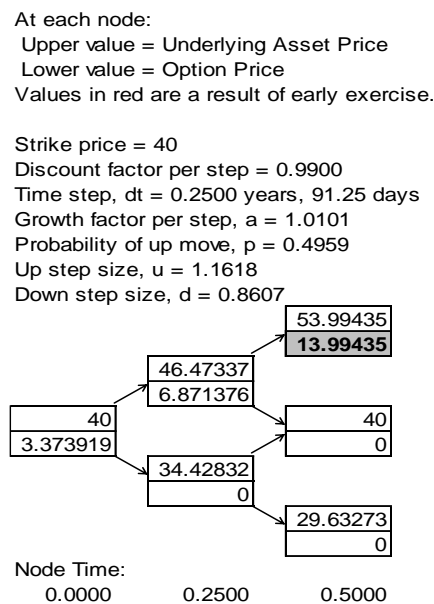 At each node:
Upper value = Underlying Asset Price
Lower value = Option Price
Values in red are a result of early exercise.
Strike price = 40
Discount factor per step = 0.9900
Time step, dt = 0.2500 years, 91.25 days
Growth factor per step, a = 1.0101
Probability of up move, p = 0.4959
Up step size, u = 1.1618
Down step size, d = 0.8607
53.99435
13.99435
46.47337
6.871376
40
40
3.373919
0
34.42832
0
29.63273
0
Node Time:
0.0000 0.2500 0.5000